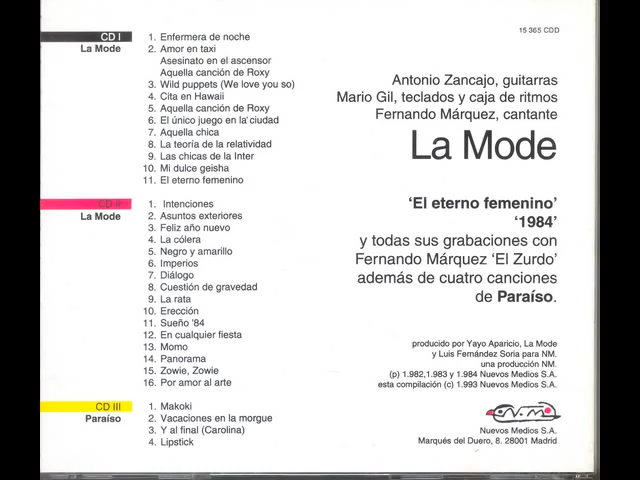 15 365 CDD
CD I
La Mode
1. Enfermera de noche
2. Amor en taxi
Asesinato en el ascensor
Aquella canción de Roxy
3. Wild puppets (We love you so)
4. Cita en Hawaii
5. Aquella canción de Roxy
6. El único juego en la ciudad
7. Aquella chica
8. La teoría de la relatividad
9. Las chicas de la Inter
10. Mi dulce geisha
11. El eterno femenino
CD II
La Mode
1. Intenciones
2. Asuntos exteriores
3. Feliz año nuevo
4. La cólera
5. Negro y amarillo
6. Imperios
7. Diálogo
8. Cuestión de gravedad
9. La rata
10. Erección
11. Sueño '84
12. En cualquier fiesta
13. Momo
14. Panorama
15. Zowie, Zowie
16. Por amor al arte
CD III
Paraíso
1. Makoki
2. Vacaciones en la morgue
3. Y al final (Carolina)
4. Lipstick
Antonio Zancajo, guitarras
Mario Gil, teclados y caja de ritmos
Fernando Márquez, cantante
La Mode
'El eterno femenino'
'1984'
y todas sus grabaciones con
Fernando Márquez 'El Zurdo'
además de cuatro canciones
de Paraíso.
producido por Yayo Aparicio, La Mode
y Luis Fernández Soria para NM.
una producción NM.
(p) 1.982,1.983 y 1.984 Nuevos Medios S.A.
esta compilación (c) 1.993 Nuevos Medios S.A.
N.M.
Nuevos Medios S.A.
Marqués del Duero, 8. 28001 Madrid